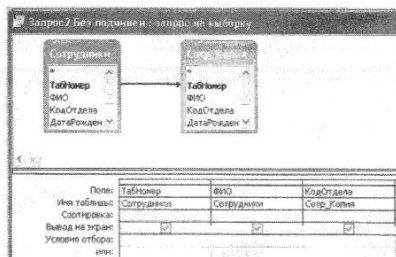 Запрос2 Без подчинен : запрос на выборку
Сотрудники
*
ТабНомер
ФИО
КодОтдела
ДатаРожден
Сотр_Копия
*
ТабНомер
ФИО
КодОтдела
ДатаРожден
Поле: ТабНомер ФИО КодОтдела
Имя таблицы: Сотрудники Сотрудники Сотр_Копия
Сортировка:
Вывод на экран:
Условие отбора:
или: